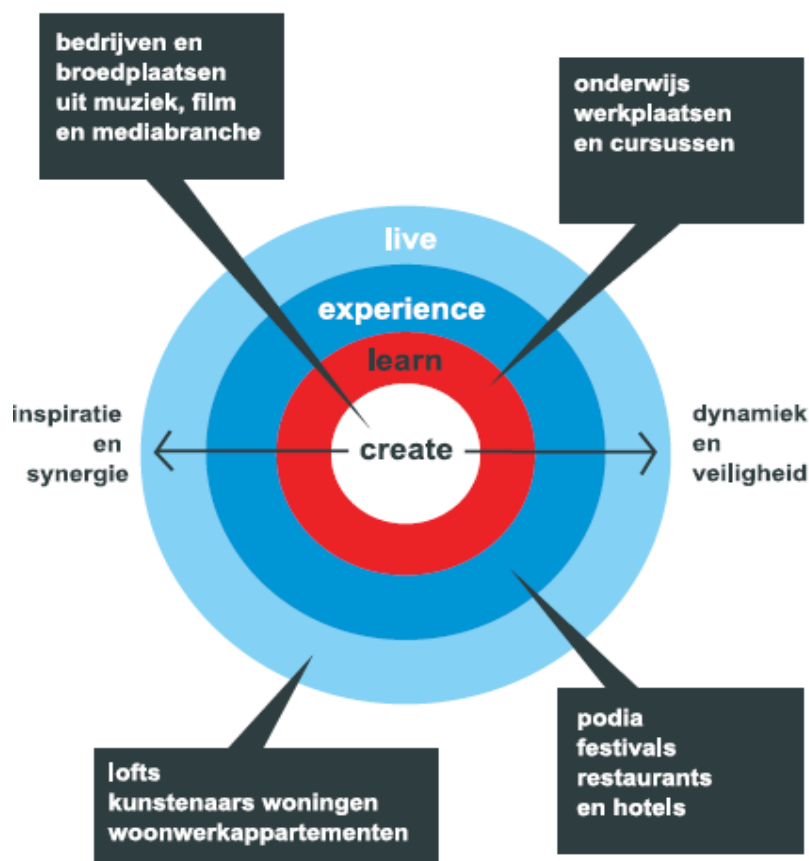 bedrijven en
broedplaatsen
uit muziek, film
en mediabranche
onderwijs
werkplaatsen
en cursussen
live
experience
learn
create
inspiratie
en
synergie
dynamiek
en
veiligheid
lofts
kunstenaars woningen
woonwerkappartementen
podia
festivals
restaurants
en hotels